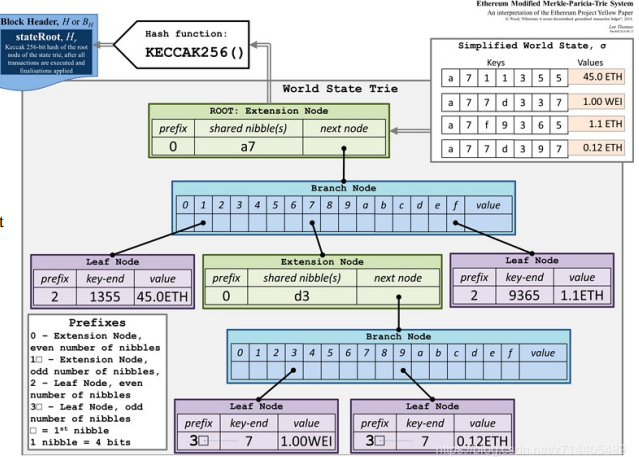 Ethereum Modified Merkle-Paricia-Trie System
An interpretation of the Ethereum Project Yellow Paper
Block Header, H or BH
stateRoot, Hr
Keccak 256-bit hash of the root
node of the state trie, after all
transactions are executed and
finalisations applied
Hash function:
KECCAK256()
Simplified World State, σ
Keys Values
a 7 1 1 3 5 5 45.0 ETH
a 7 7 d 3 3 7 1.00 WEI
a 7 f 9 3 6 5 1.1 ETH
a 7 7 d 3 9 7 0.12 ETH
World State Trie
ROOT: Extension Node
prefix shared nibble(s) next node
0 a7
Branch Node
0 1 2 3 4 5 6 7 8 9 a b c d e f value
t
Leaf Node
prefix key-end value
2 1355 45.0ETH
Extension Node
prefix shared nibble(s) next node
0 d3
Leaf Node
prefix key-end value
2 9365 1.1ETH
Prefixes
0 - Extension Node,
even number of nibbles
1□ - Extension Node,
odd number of nibbles,
2 - Leaf Node, even
number of nibbles
3□ - Leaf Node, odd
number of nibbles
□ = 1st nibble
1 nibble = 4 bits
Branch Node
0 1 2 3 4 5 6 7 8 9 a b c d e f value
Leaf Node
prefix key-end value
3□ 7 1.00WEI
Leaf Node
prefix key-end value
3□ 7 0.12ETH